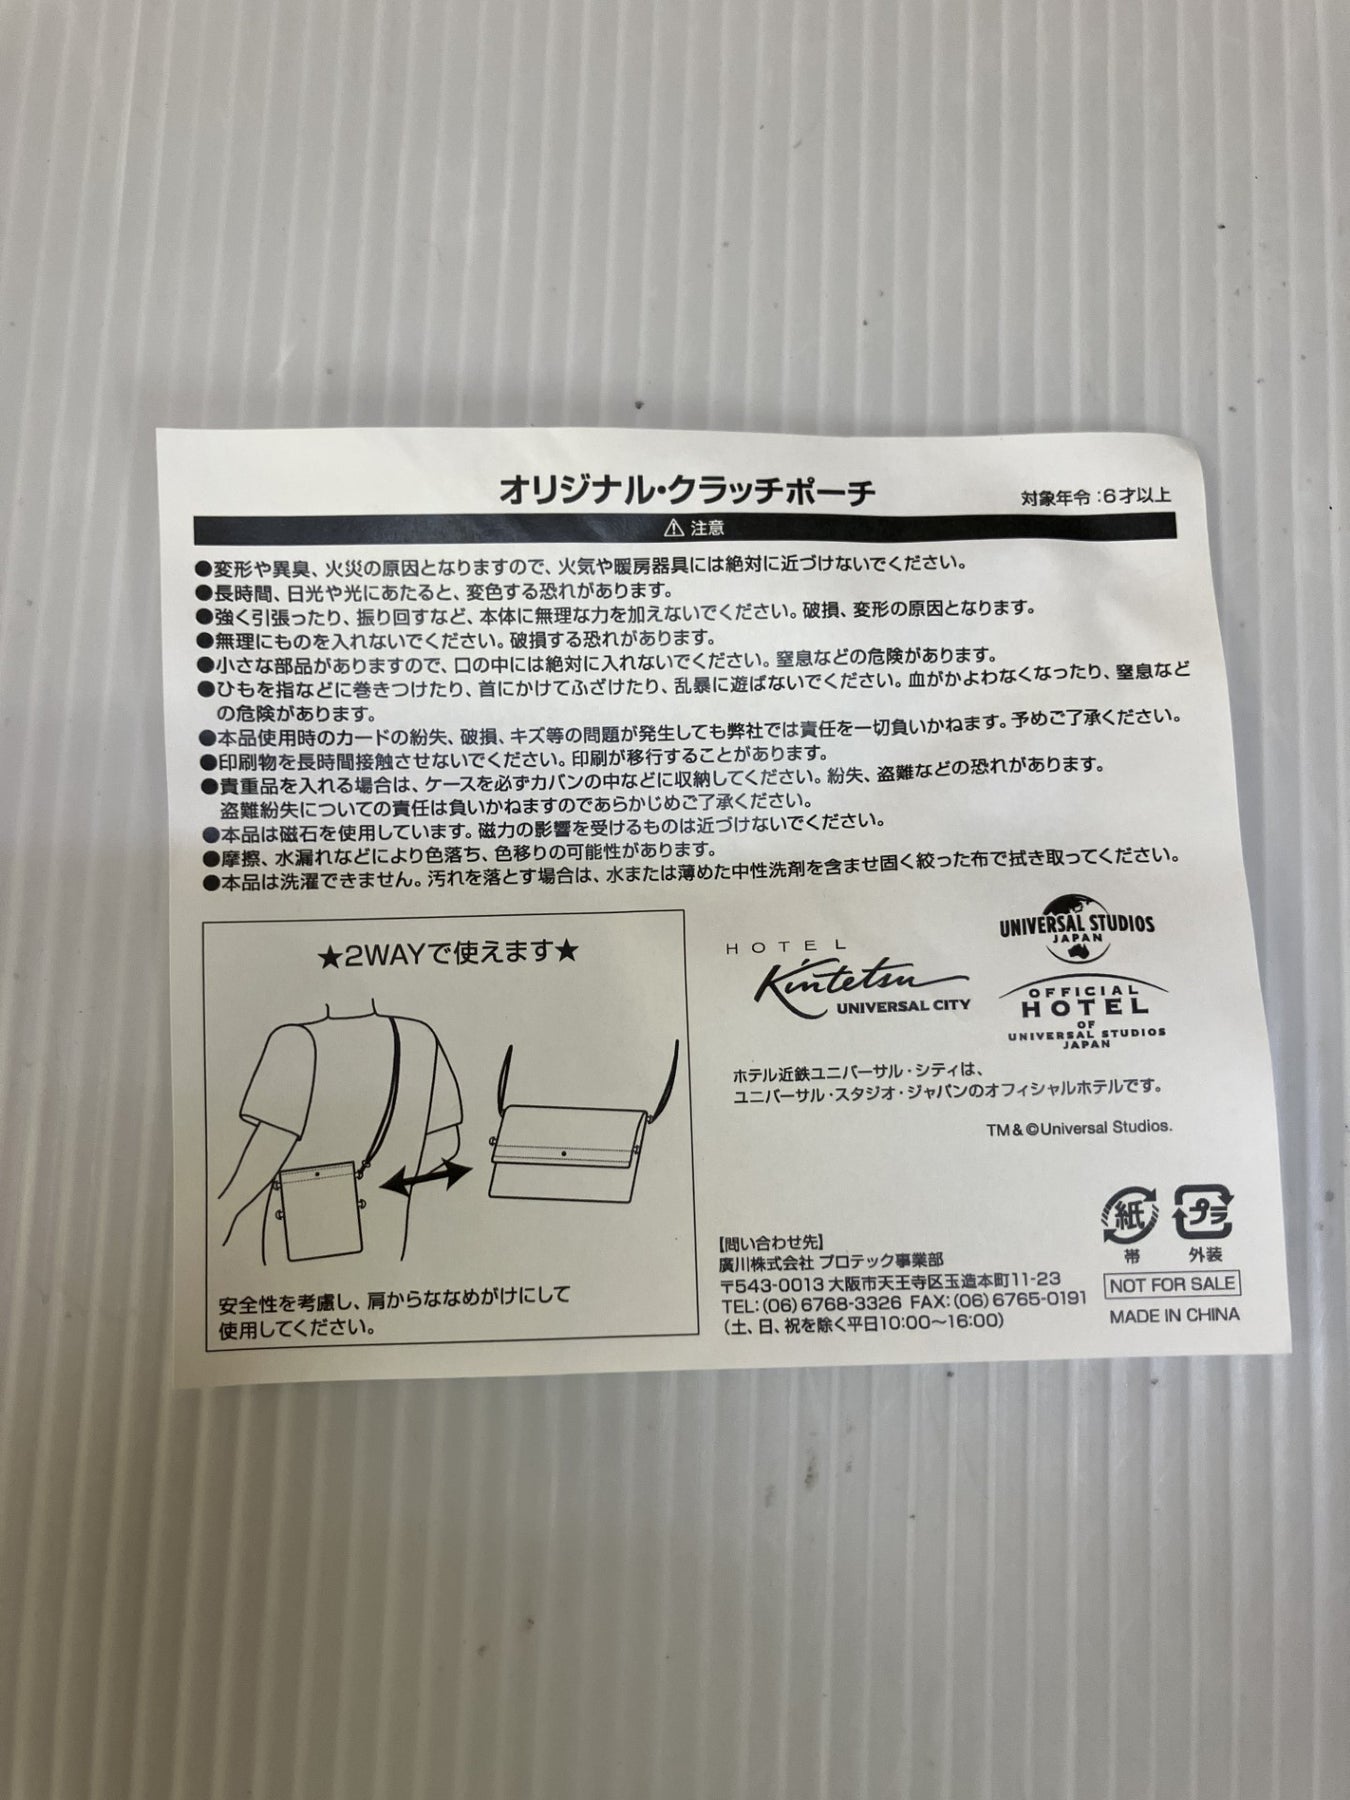 オリジナル・クラッチポーチ
対象年令:6才以上
⚠注意
●変形や異臭、火災の原因となりますので、火気や暖房器具には絶対に近づけないでください。
●長時間、日光や光にあたると、変色する恐れがあります。
●強く引張ったり、振り回すなど、本体に無理な力を加えないでください。破損、変形の原因となります。
●無理にものを入れないでください。破損する恐れがあります。
●小さな部品がありますので、口の中には絶対に入れないでください。窒息などの危険があります。
●ひもを指などに巻きつけたり、首にかけてふざけたり、乱暴に遊ばないでください。血がかよわなくなったり、窒息など
の危険があります。
●本品使用時のカードの紛失、破損、キズ等の問題が発生しても弊社では責任を一切負いかねます。予めご了承ください。
●印刷物を長時間接触させないでください。印刷が移行することがあります。
●貴重品を入れる場合は、ケースを必ずカバンの中などに収納してください。紛失、盗難などの恐れがあります。
盗難紛失についての責任は負いかねますのであらかじめご了承ください。
●本品は磁石を使用しています。磁力の影響を受けるものは近づけないでください。
●摩擦、水漏れなどにより色落ち、色移りの可能性があります。
●本品は洗濯できません。汚れを落とす場合は、水または薄めた中性洗剤を含ませ固く絞った布で拭き取ってください。
★2WAYで使えます★
安全性を考慮し、肩からななめがけにして
使用してください。
HOTEL
Kintetsu
UNIVERSAL CITY
UNIVERSAL STUDIOS
JAPAN
OFFICIAL
HOTEL
OF
UNIVERSAL STUDIOS
JAPAN
ホテル近鉄ユニバーサル・シティは、
ユニバーサル・スタジオ・ジャパンのオフィシャルホテルです。
TM & ©Universal Studios.
【問い合わせ先】
廣川株式会社 プロテック事業部
〒543-0013 大阪市天王寺区玉造本町11-23
TEL:(06)6768-3326 FAX:(06)6765-0191
(土、日、祝を除く平日10:00〜16:00)
紙
帯
プラ
外装
NOT FOR SALE
MADE IN CHINA